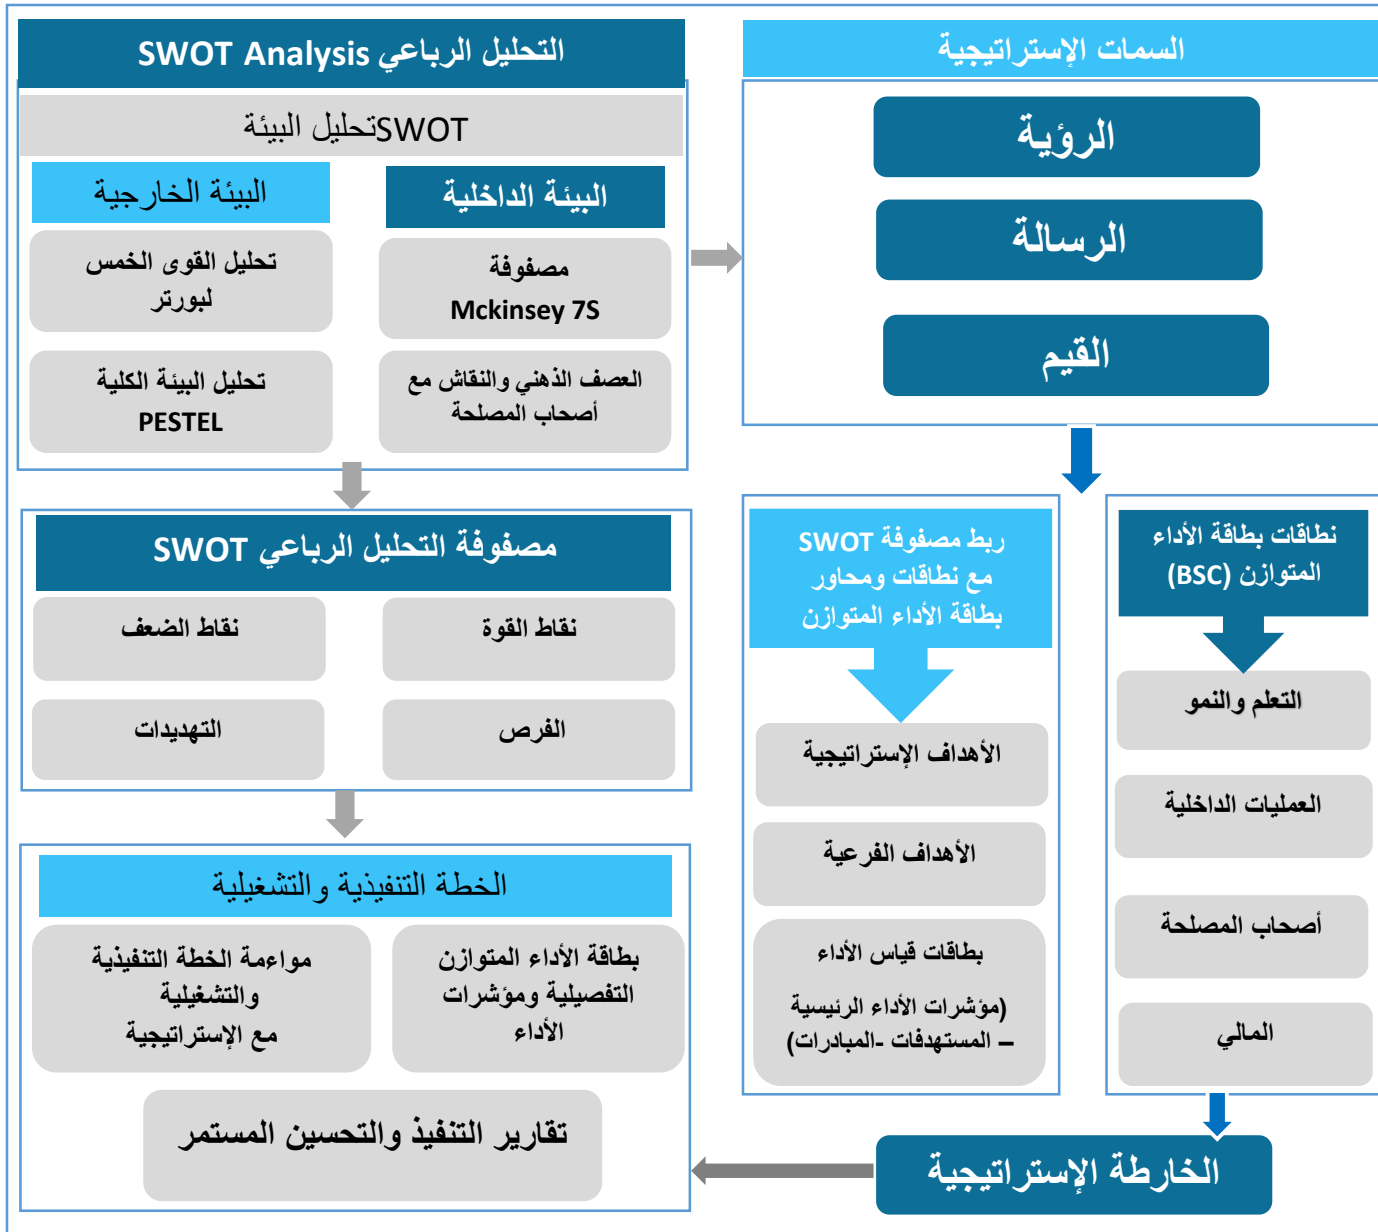 التحليل الرباعي SWOT Analysis
SWOTتحليل البيئة
البيئة الداخلية
البيئة الخارجية
مصفوفة
Mckinsey 7S
تحليل القوى الخمس
لبورتر
العصف الذهني والنقاش مع
أصحاب المصلحة
تحليل البيئة الكلية
PESTEL
السمات الإستراتيجية
الرؤية
الرسالة
القيم
مصفوفة التحليل الرباعي SWOT
نقاط القوة
نقاط الضعف
الفرص
التهديدات
نطاقات بطاقة الأداء
المتوازن (BSC)
التعلم والنمو
العمليات الداخلية
أصحاب المصلحة
المالي
ربط مصفوفة SWOT
مع نطاقات ومحاور
بطاقة الأداء المتوازن
الأهداف الإستراتيجية
الأهداف الفرعية
بطاقات قياس الأداء
(مؤشرات الأداء الرئيسية
– المستهدفات -المبادرات)
الخارطة الإستراتيجية
الخطة التنفيذية والتشغيلية
بطاقة الأداء المتوازن
التفصيلية ومؤشرات
الأداء
مواءمة الخطة التنفيذية
والتشغيلية
مع الإستراتيجية
تقارير التنفيذ والتحسين المستمر